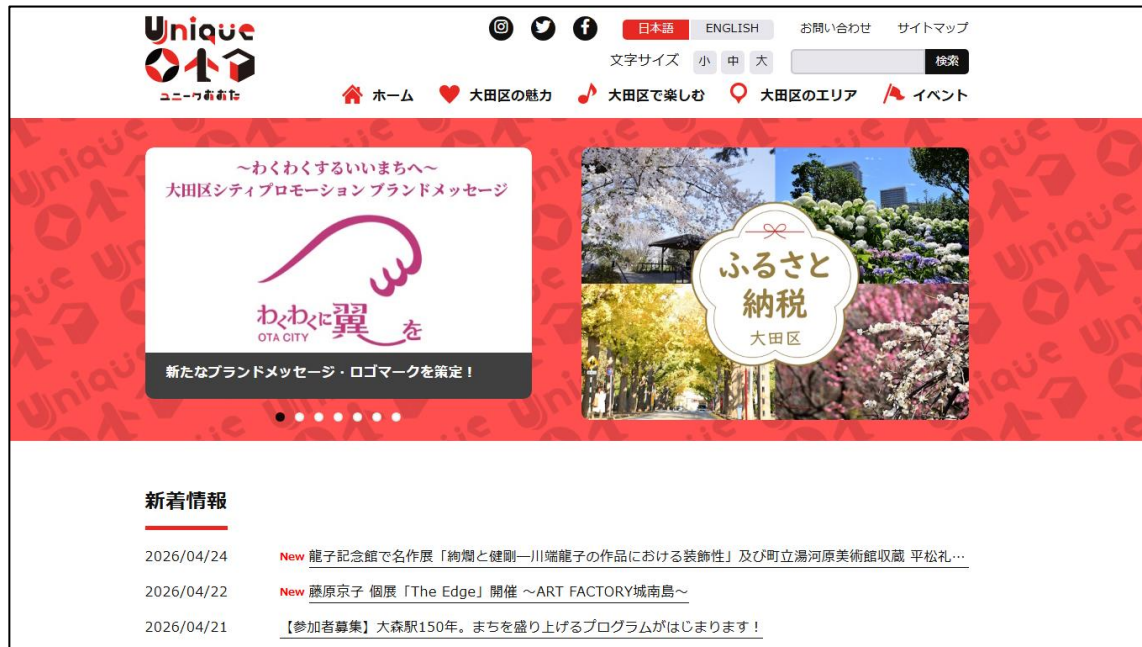 Unique
ユニークおおた
日本語 ENGLISH お問い合わせ サイトマップ
文字サイズ 小 中 大 検索
ホーム 大田区の魅力 大田区で楽しむ 大田区のエリア イベント
～わくわくするいいまちへ～
大田区シティプロモーション ブランドメッセージ
わくわくに翼を
OTA CITY
新たなブランドメッセージ・ロゴマークを策定！
ふるさと
納税
大田区
新着情報
2026/04/24 New 龍子記念館で名作展「絢爛と健剛―川端龍子の作品における装飾性」及び町立湯河原美術館収蔵 平松礼…
2026/04/22 New 藤原京子 個展「The Edge」開催 ～ART FACTORY城南島～
2026/04/21 【参加者募集】大森駅150年。まちを盛り上げるプログラムがはじまります！